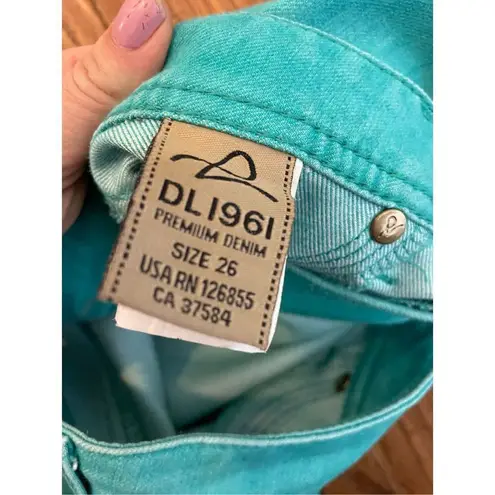 DL1961
PREMIUM DENIM
SIZE 26
USA RN 126855
CA 37584